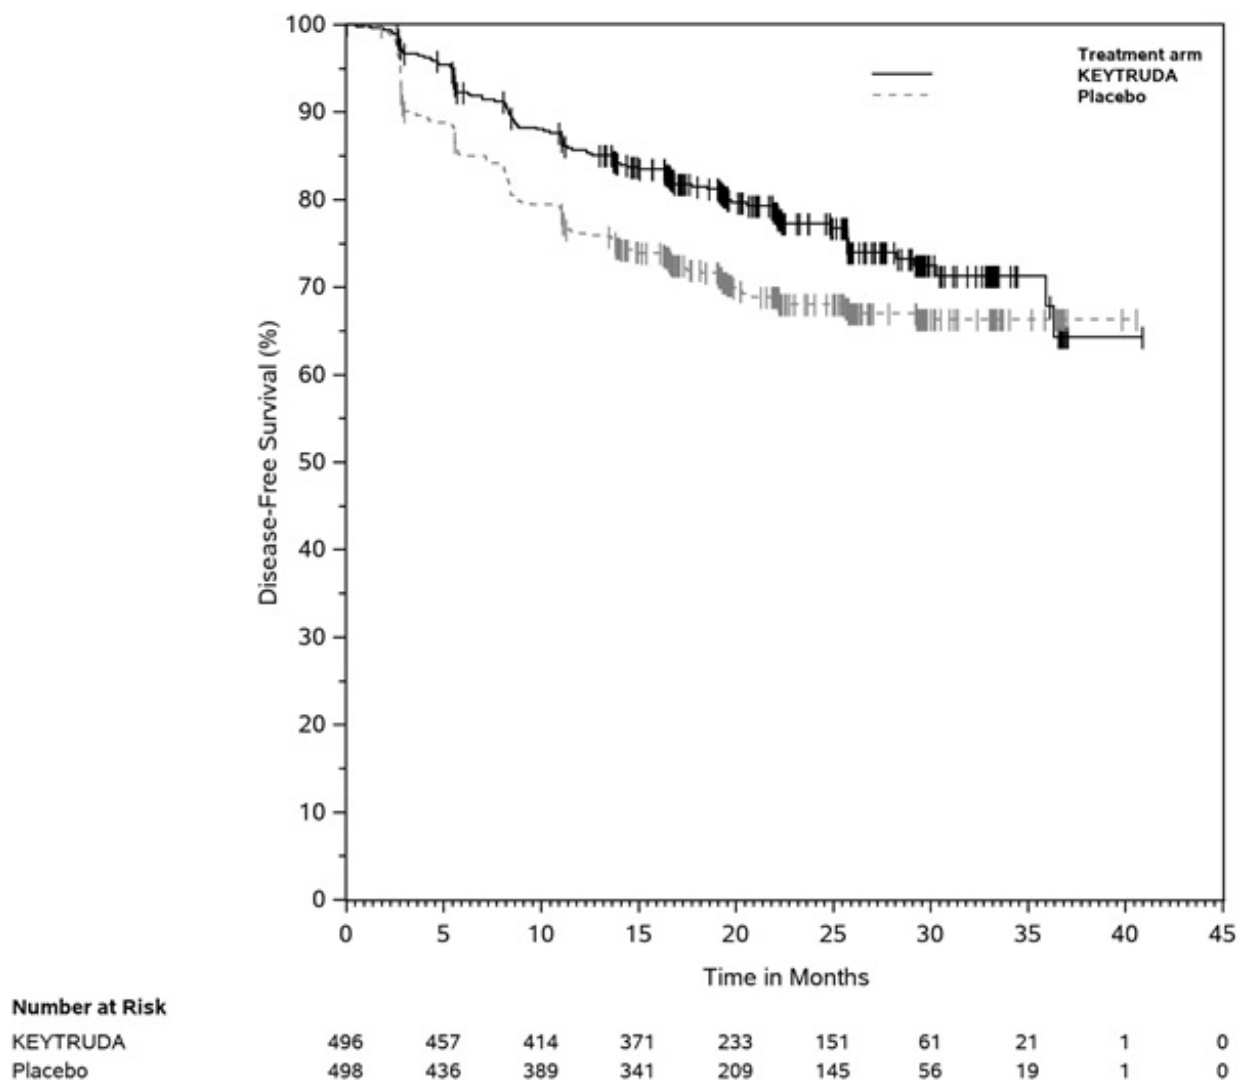 100
90
80
70
60
50
40
30
20
10
0
Disease-Free Survival (%)
Treatment arm
KEYTRUDA
Placebo
0 5 10 15 20 25 30 35 40 45
Time in Months
Number at Risk
KEYTRUDA 496 457 414 371 233 151 61 21 1 0
Placebo 498 436 389 341 209 145 56 19 1 0